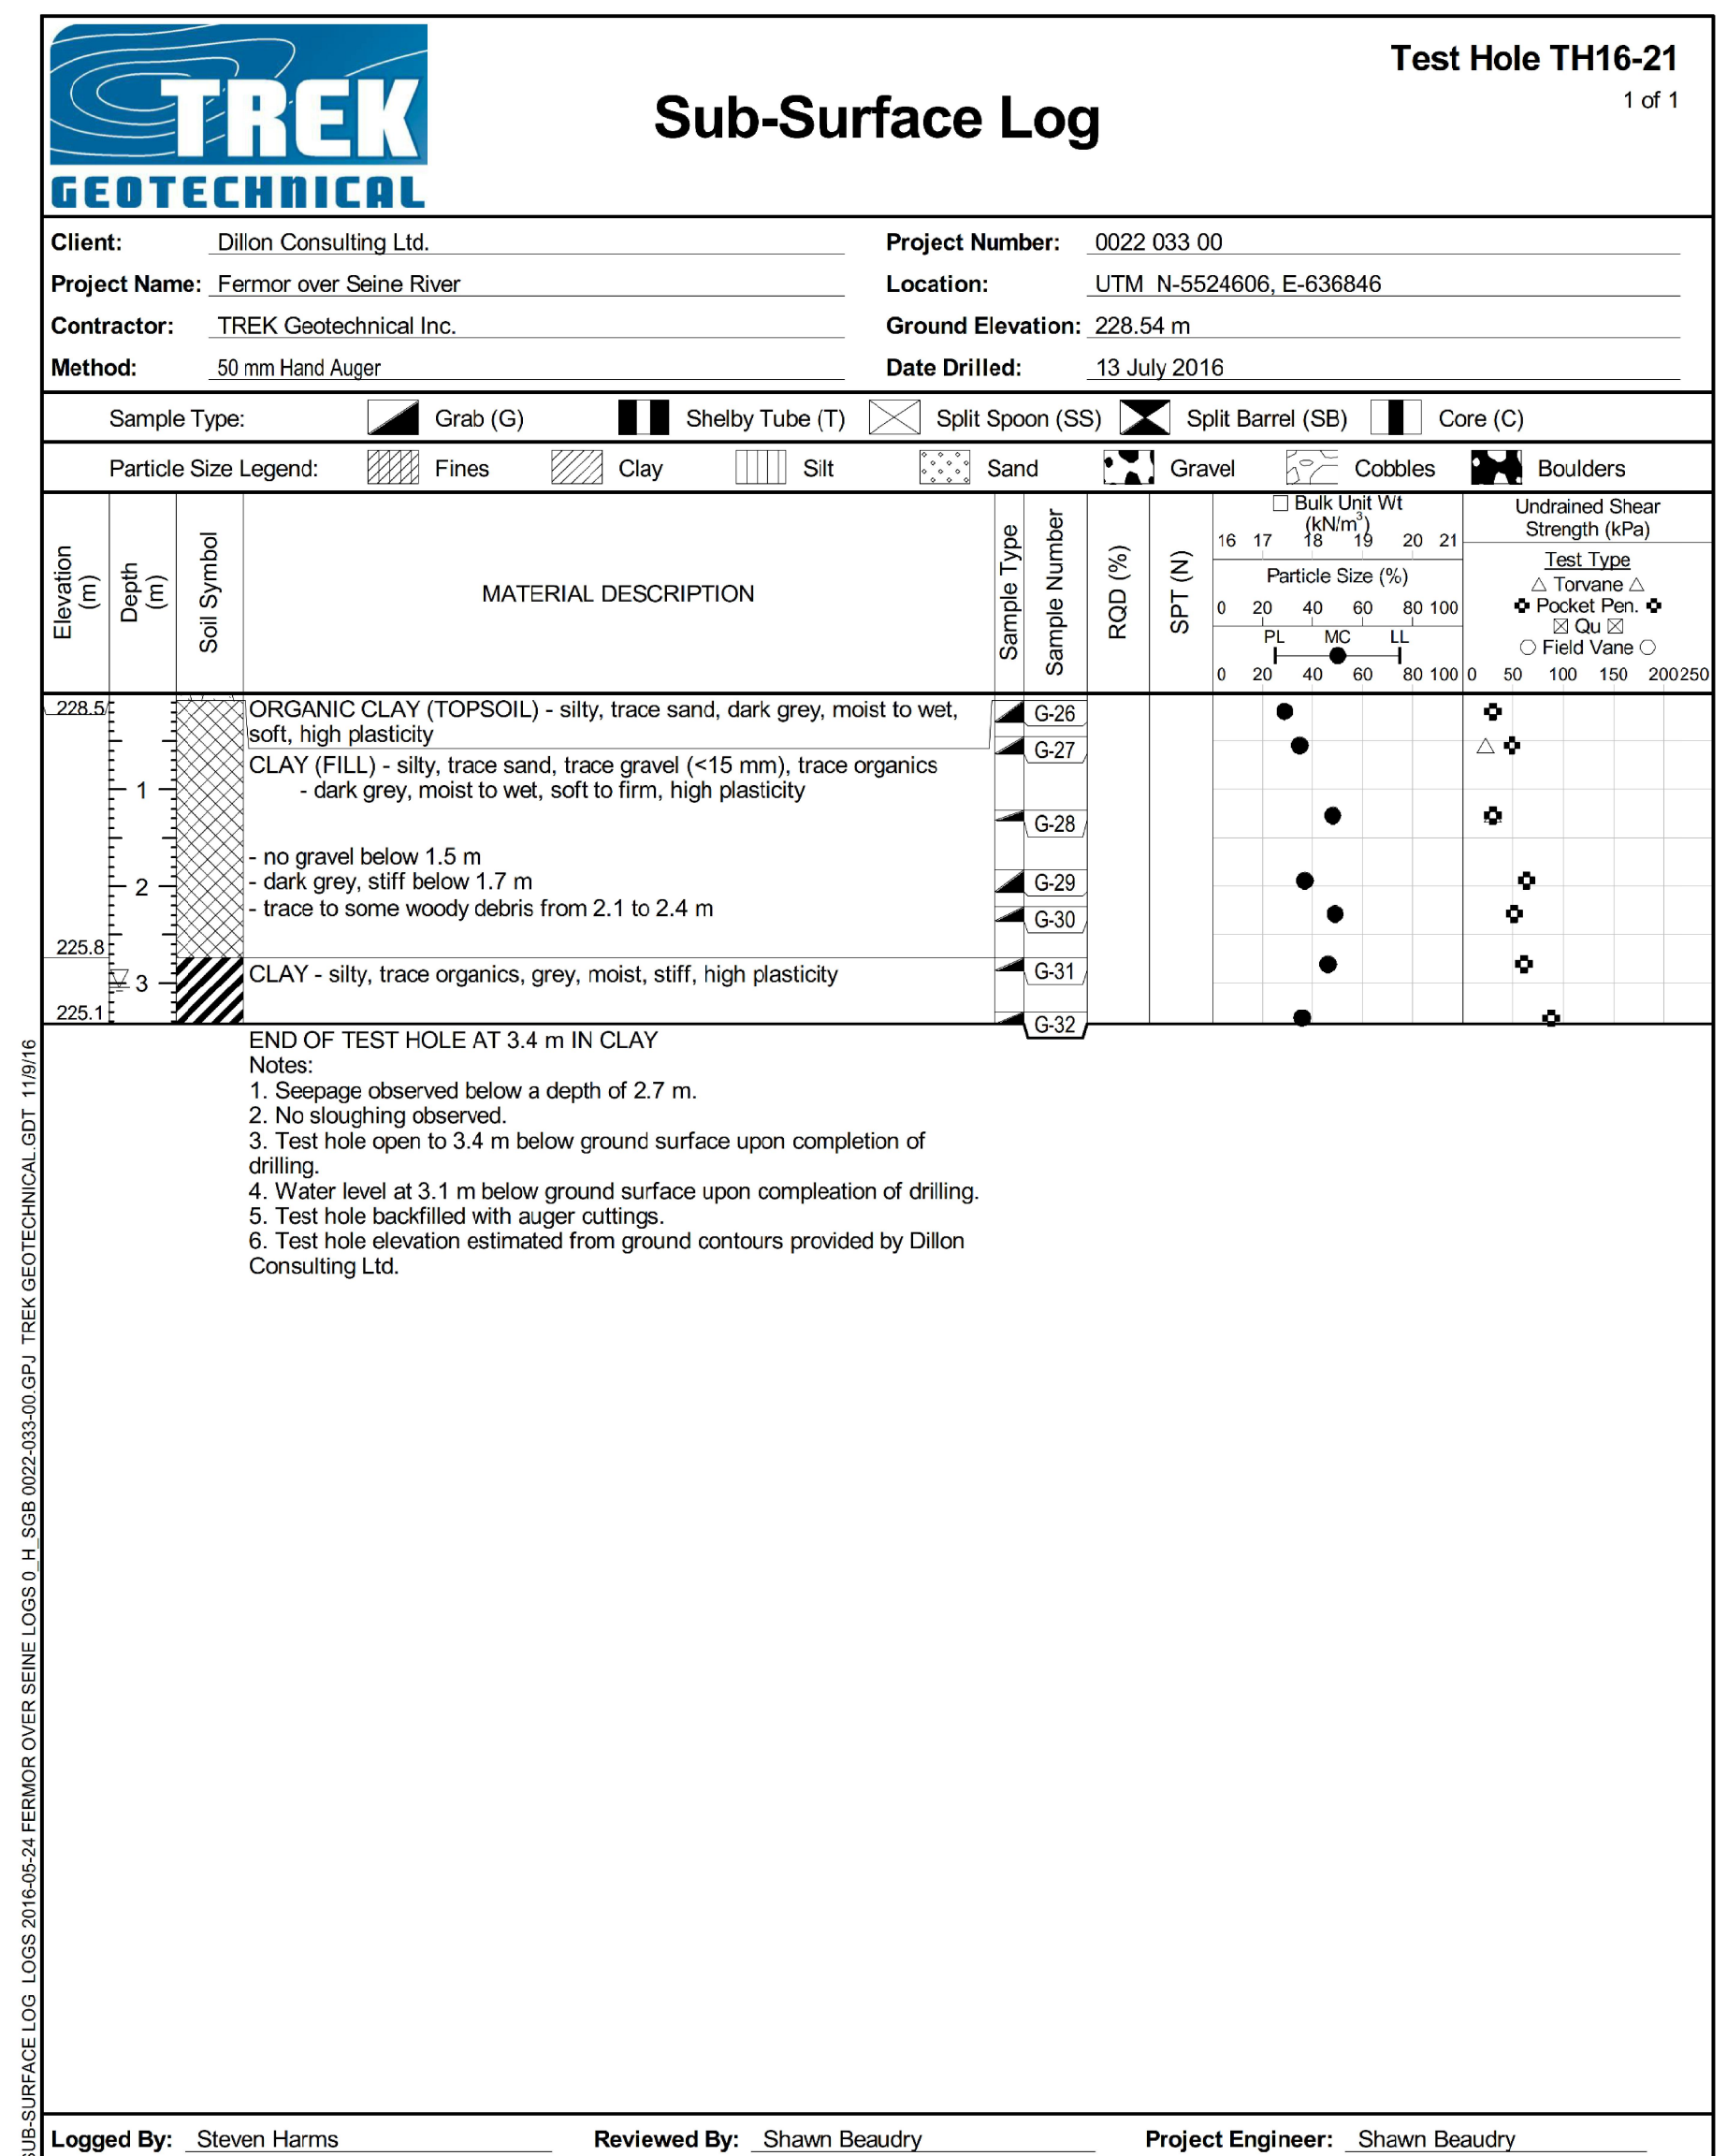 TREK
GEOTECHNICAL
Sub-Surface Log
Test Hole TH16-21
1 of 1
Client: Dillon Consulting Ltd. Project Number: 0022 033 00
Project Name: Fermor over Seine River Location: UTM N-5524606, E-636846
Contractor: TREK Geotechnical Inc. Ground Elevation: 228.54 m
Method: 50 mm Hand Auger Date Drilled: 13 July 2016
Sample Type: Grab (G) Shelby Tube (T) Split Spoon (SS) Split Barrel (SB) Core (C)
Particle Size Legend: Fines Clay Silt Sand Gravel Cobbles Boulders
Elevation (m)
Depth (m)
Soil Symbol
MATERIAL DESCRIPTION
Sample Type
Sample Number
RQD (%)
SPT (N)
Bulk Unit Wt
(kN/m3)
16 17 18 19 20 21
Particle Size (%)
0 20 40 60 80 100
PL MC LL
0 20 40 60 80 100
Undrained Shear
Strength (kPa)
Test Type
△ Torvane △
Pocket Pen.
☒ Qu ☒
○ Field Vane ○
0 50 100 150 200 250
228.5
ORGANIC CLAY (TOPSOIL) - silty, trace sand, dark grey, moist to wet,
soft, high plasticity
G-26
G-27
CLAY (FILL) - silty, trace sand, trace gravel (<15 mm), trace organics
- dark grey, moist to wet, soft to firm, high plasticity
1
G-28
- no gravel below 1.5 m
- dark grey, stiff below 1.7 m
2
G-29
- trace to some woody debris from 2.1 to 2.4 m
G-30
225.8
CLAY - silty, trace organics, grey, moist, stiff, high plasticity
G-31
3
225.1
G-32
END OF TEST HOLE AT 3.4 m IN CLAY
Notes:
1. Seepage observed below a depth of 2.7 m.
2. No sloughing observed.
3. Test hole open to 3.4 m below ground surface upon completion of
drilling.
4. Water level at 3.1 m below ground surface upon compleation of drilling.
5. Test hole backfilled with auger cuttings.
6. Test hole elevation estimated from ground contours provided by Dillon
Consulting Ltd.
SUB-SURFACE LOG LOGS 2016-05-24 FERMOR OVER SEINE LOGS 0_H_SGB 0022-033-00.GPJ TREK GEOTECHNICAL.GDT 11/9/16
Logged By: Steven Harms Reviewed By: Shawn Beaudry Project Engineer: Shawn Beaudry